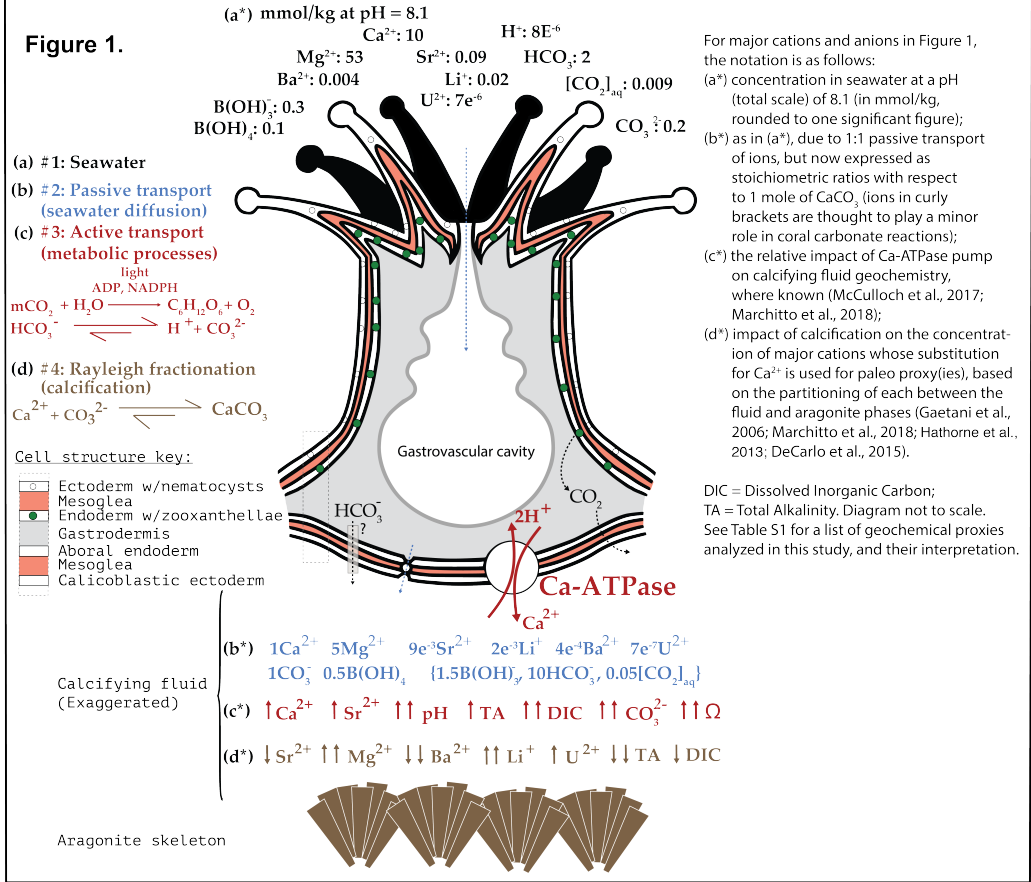 Figure 1.
(a*) mmol/kg at pH = 8.1
Ca²⁺: 10
H⁺: 8E⁻⁶
Mg²⁺: 53
Sr²⁺: 0.09
HCO₃⁻: 2
Ba²⁺: 0.004
Li⁺: 0.02
[CO₂]aq: 0.009
U²⁺: 7e⁻⁶
B(OH)₃⁻: 0.3
B(OH)₄: 0.1
CO₃²⁻: 0.2
(a) #1: Seawater
(b) #2: Passive transport
(seawater diffusion)
(c) #3: Active transport
(metabolic processes)
light
ADP, NADPH
mCO₂ + H₂O → C₆H₁₂O₆ + O₂
HCO₃⁻ ⇌ H⁺ + CO₃²⁻
(d) #4: Rayleigh fractionation
(calcification)
Ca²⁺ + CO₃²⁻ ⇌ CaCO₃
Cell structure key:
Ectoderm w/nematocysts
Mesoglea
Endoderm w/zooxanthellae
Gastrodermis
Aboral endoderm
Mesoglea
Calicoblastic ectoderm
Gastrovascular cavity
HCO₃⁻
?
CO₂
2H⁺
Ca-ATPase
Ca²⁺
Calcifying fluid
(Exaggerated)
(b*) 1Ca²⁺ 5Mg²⁺ 9e⁻³Sr²⁺ 2e⁻³Li⁺ 4e⁻⁴Ba²⁺ 7e⁻⁷U²⁺
1CO₃⁻ 0.5B(OH)₄ {1.5B(OH)₃⁻, 10HCO₃⁻, 0.05[CO₂]aq}
(c*) ↑Ca²⁺ ↑Sr²⁺ ↑↑ pH ↑TA ↑↑DIC ↑↑ CO₃²⁻ ↑↑Ω
(d*) ↓Sr²⁺ ↑↑ Mg²⁺ ↓↓ Ba²⁺ ↑↑ Li⁺ ↑ U²⁺ ↓↓TA ↓DIC
Aragonite skeleton
For major cations and anions in Figure 1,
the notation is as follows:
(a*) concentration in seawater at a pH
(total scale) of 8.1 (in mmol/kg,
rounded to one significant figure);
(b*) as in (a*), due to 1:1 passive transport
of ions, but now expressed as
stoichiometric ratios with respect
to 1 mole of CaCO₃ (ions in curly
brackets are thought to play a minor
role in coral carbonate reactions);
(c*) the relative impact of Ca-ATPase pump
on calcifying fluid geochemistry,
where known (McCulloch et al., 2017;
Marchitto et al., 2018);
(d*) impact of calcification on the concentrat-
ion of major cations whose substitution
for Ca²⁺ is used for paleo proxy(ies), based
on the partitioning of each between the
fluid and aragonite phases (Gaetani et al.,
2006; Marchitto et al., 2018; Hathorne et al.,
2013; DeCarlo et al., 2015).
DIC = Dissolved Inorganic Carbon;
TA = Total Alkalinity. Diagram not to scale.
See Table S1 for a list of geochemical proxies
analyzed in this study, and their interpretation.